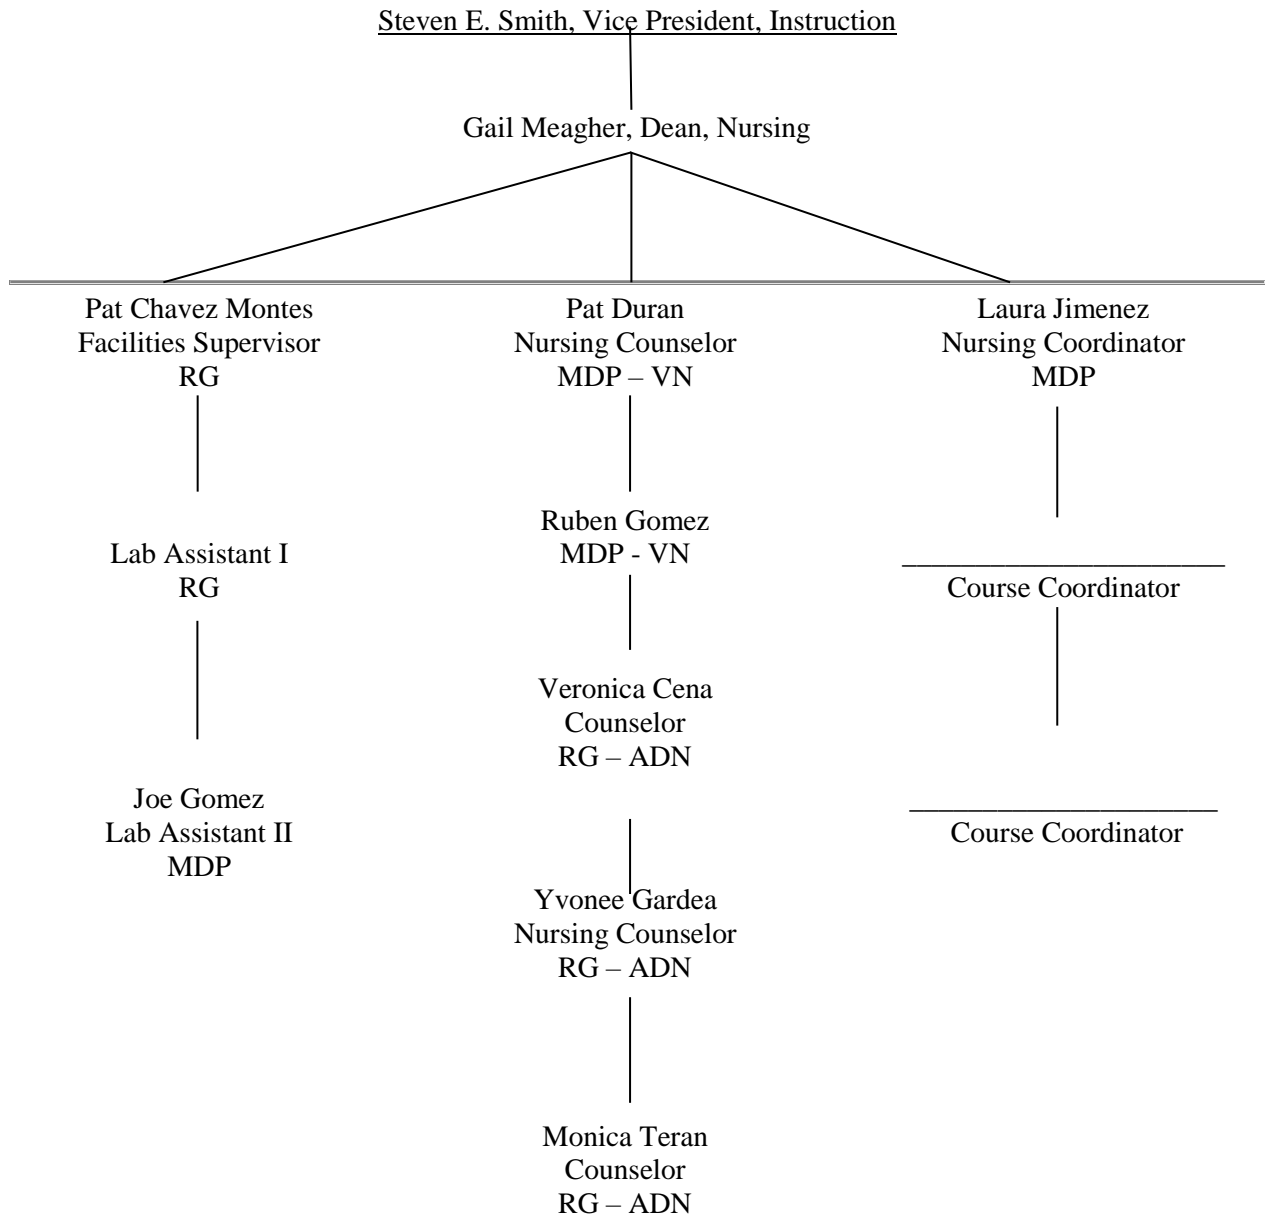 Steven E. Smith, Vice President, Instruction
Gail Meagher, Dean, Nursing
Pat Chavez Montes
Facilities Supervisor
RG
Lab Assistant I
RG
Joe Gomez
Lab Assistant II
MDP
Pat Duran
Nursing Counselor
MDP – VN
Ruben Gomez
MDP - VN
Veronica Cena
Counselor
RG – ADN
Yvonee Gardea
Nursing Counselor
RG – ADN
Monica Teran
Counselor
RG – ADN
Laura Jimenez
Nursing Coordinator
MDP
______________________
Course Coordinator
_____________________
Course Coordinator